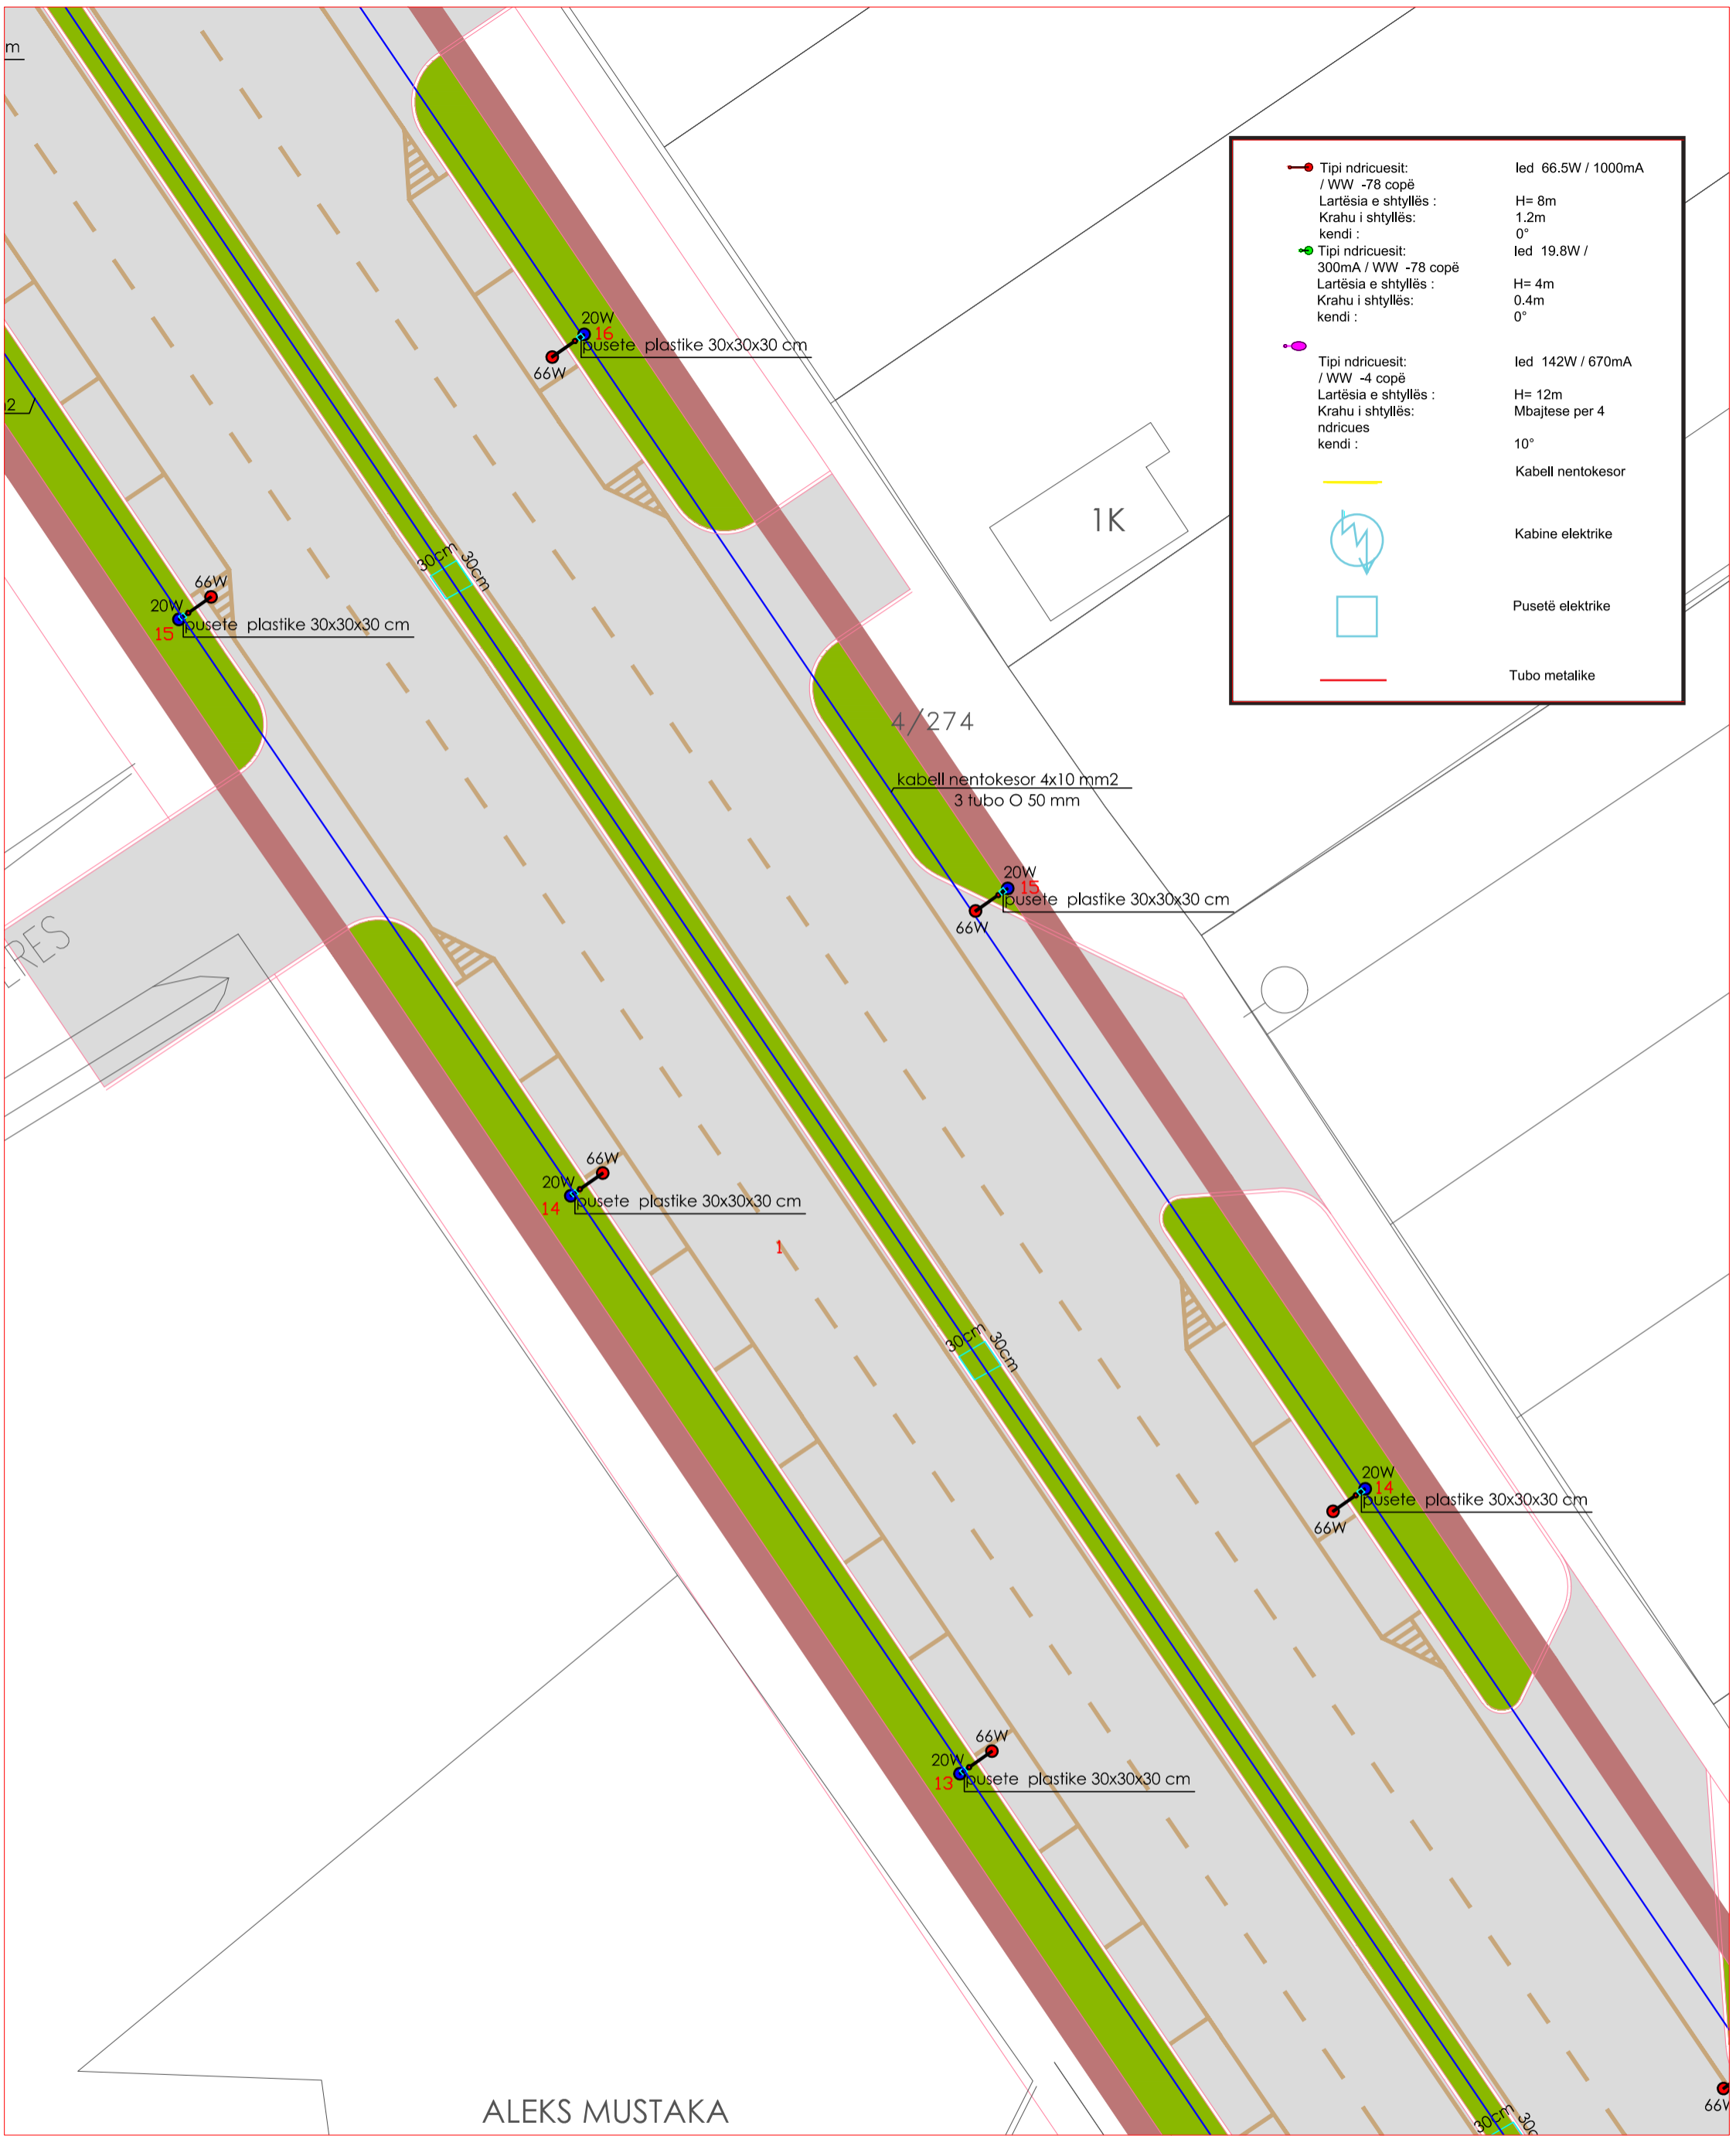 m
Tipi ndricuesit: led 66.5W / 1000mA
/ WW -78 copë
Lartësia e shtyllës : H= 8m
Krahu i shtyllës: 1.2m
kendi : 0°
Tipi ndricuesit: led 19.8W /
300mA / WW -78 copë
Lartësia e shtyllës : H= 4m
Krahu i shtyllës: 0.4m
kendi : 0°
Tipi ndricuesit: led 142W / 670mA
/ WW -4 copë
Lartësia e shtyllës : H= 12m
Krahu i shtyllës: Mbajtese per 4
ndricues
kendi : 10°
Kabell nentokesor
Kabine elektrike
Pusetë elektrike
Tubo metalike
20W
16
pusete plastike 30x30x30 cm
66W
2
1K
30cm 30cm
66W
20W
15
pusete plastike 30x30x30 cm
4/274
kabell nentokesor 4x10 mm2
3 tubo O 50 mm
20W
15
pusete plastike 30x30x30 cm
66W
RES
66W
20W
14
pusete plastike 30x30x30 cm
1
30cm 30cm
20W
14
pusete plastike 30x30x30 cm
66W
66W
20W
13
pusete plastike 30x30x30 cm
66W
30cm 30c
ALEKS MUSTAKA